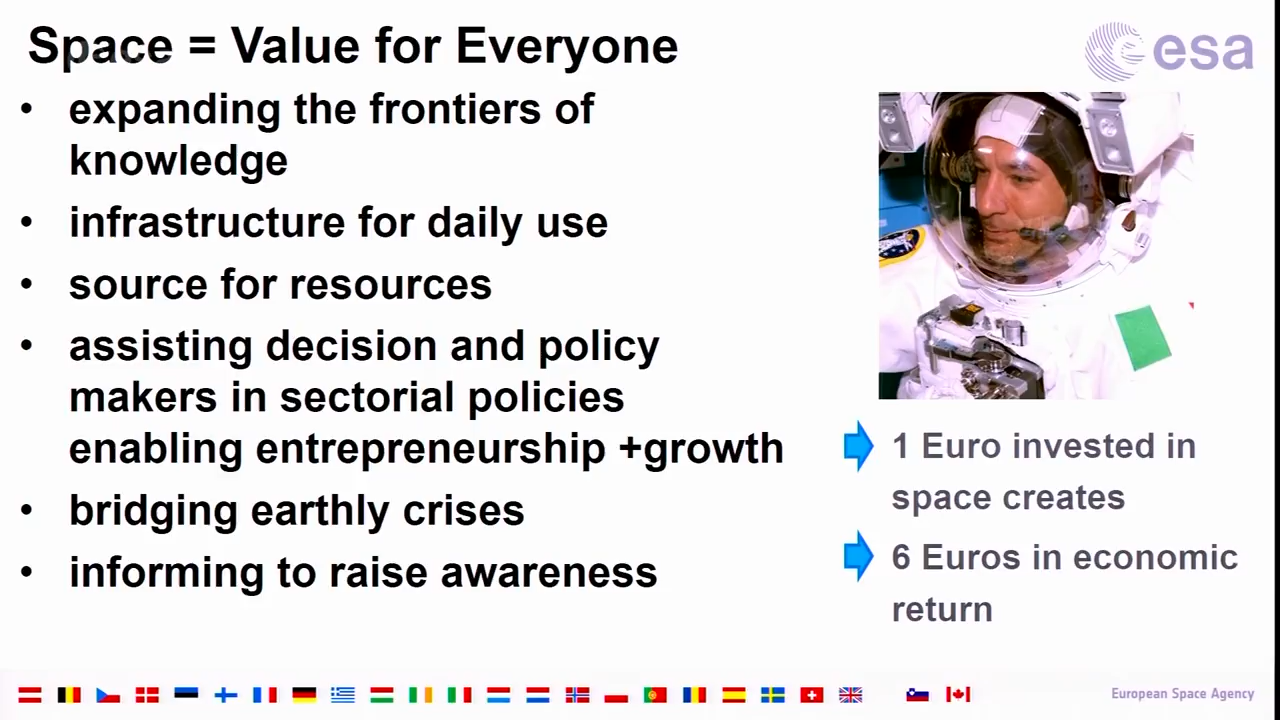 Space = Value for Everyone
esa
• expanding the frontiers of
knowledge
• infrastructure for daily use
• source for resources
• assisting decision and policy
makers in sectorial policies
enabling entrepreneurship +growth
• bridging earthly crises
• informing to raise awareness
1 Euro invested in
space creates
6 Euros in economic
return
European Space Agency